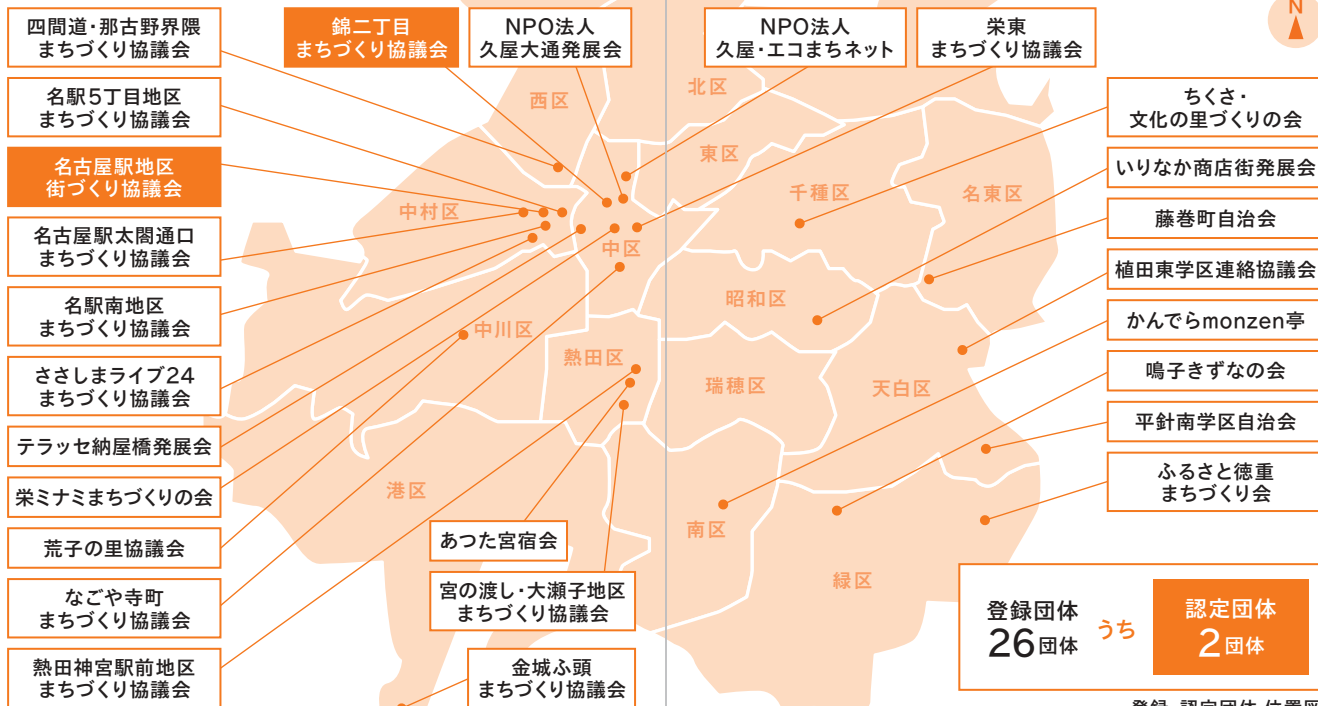 四間道・那古野界隈
まちづくり協議会
錦二丁目
まちづくり協議会
NPO法人
久屋大通発展会
NPO法人
久屋・エコまちネット
栄東
まちづくり協議会
N
名駅5丁目地区
まちづくり協議会
名古屋駅地区
街づくり協議会
名古屋駅太閤通口
まちづくり協議会
名駅南地区
まちづくり協議会
ささしまライブ24
まちづくり協議会
テラッセ納屋橋発展会
栄ミナミまちづくりの会
荒子の里協議会
なごや寺町
まちづくり協議会
熱田神宮駅前地区
まちづくり協議会
あつた宮宿会
宮の渡し・大瀬子地区
まちづくり協議会
金城ふ頭
まちづくり協議会
ちくさ・
文化の里づくりの会
いりなか商店街発展会
藤巻町自治会
植田東学区連絡協議会
かんでらmonzen亭
鳴子きずなの会
平針南学区自治会
ふるさと徳重
まちづくり会
西区
北区
東区
千種区
名東区
中村区
中区
昭和区
中川区
熱田区
瑞穂区
天白区
港区
南区
緑区
登録団体
26団体
うち
認定団体
2団体
登録・認定団体 位置図